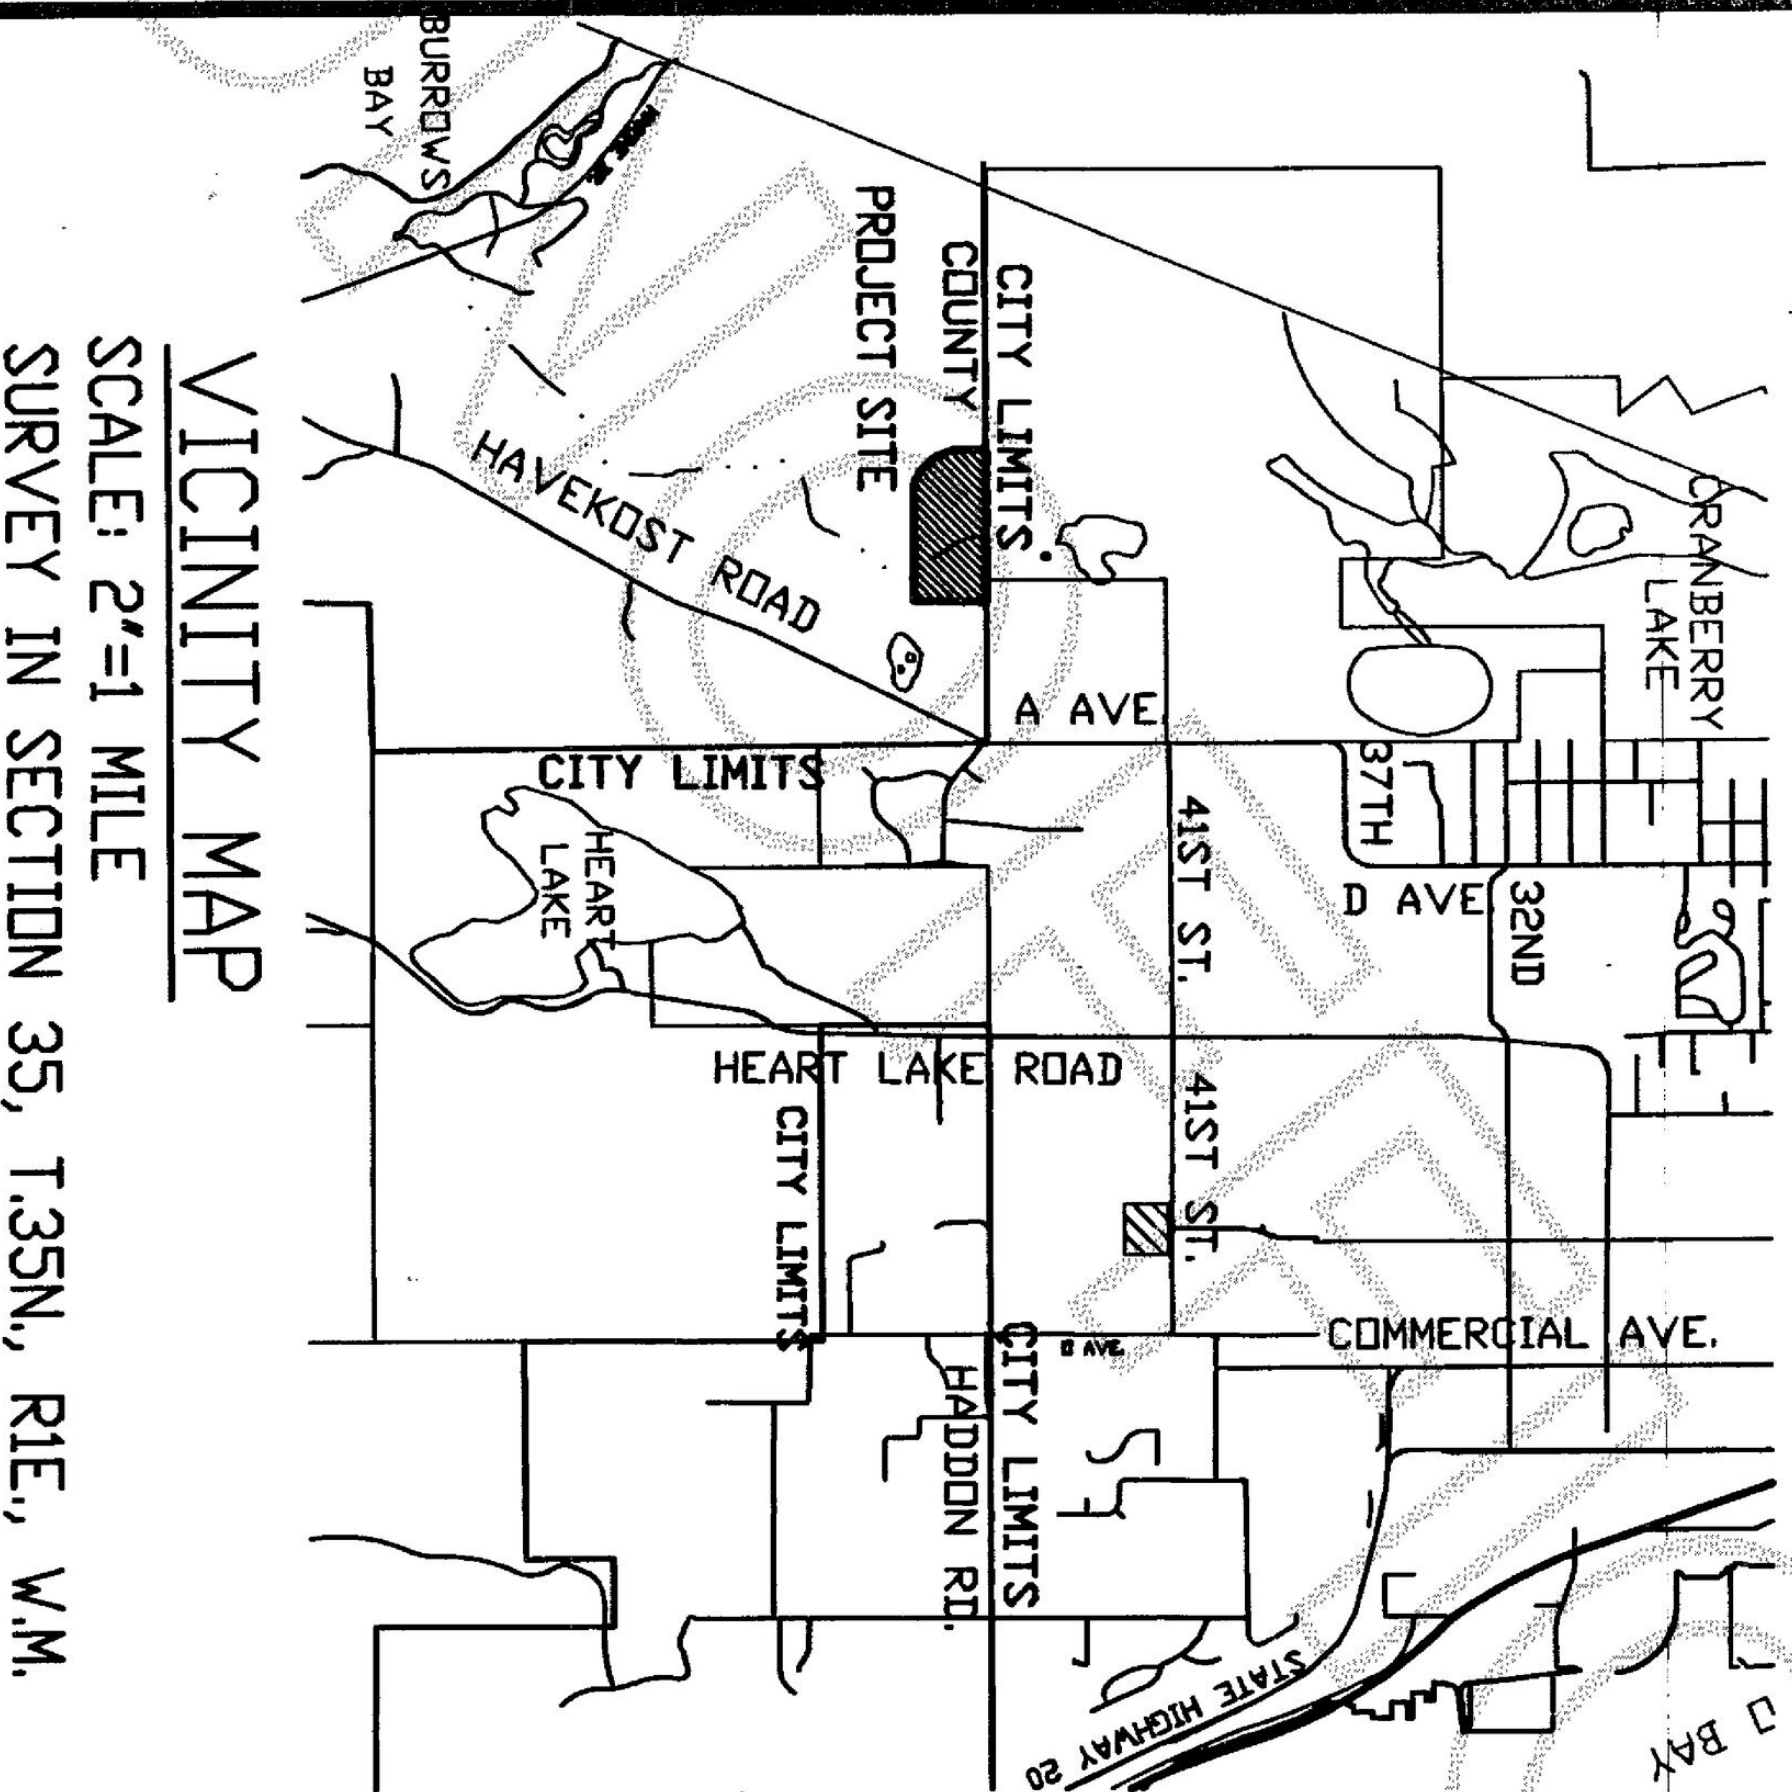 BURROWS
BAY
CRANBERRY
LAKE
CITY LIMITS
COUNTY
PROJECT SITE
HAVEKOST ROAD
A AVE.
37TH
32ND
D AVE
41ST ST.
CITY LIMITS
HEART
LAKE
HEART LAKE ROAD
41ST ST.
CITY LIMITS
COMMERCIAL AVE.
CITY LIMITS
HADDON RD.
STATE HIGHWAY 20
BAY
VICINITY MAP
SCALE: 2"=1 MILE
SURVEY IN SECTION 35, T.35N., R1E., W.M.